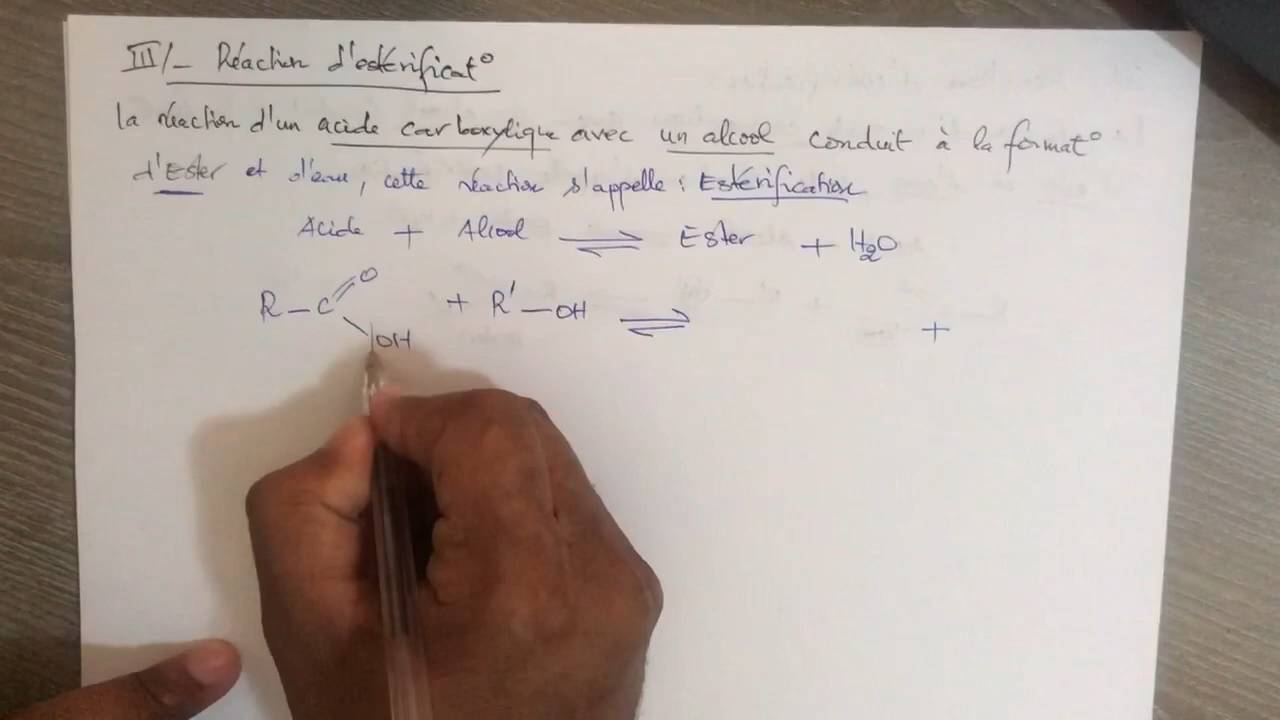 III/_ Réaction d'estérificat°
la réaction d'un acide carboxylique avec un alcool conduit à la format°
d'Ester et d'eau, cette réaction s'appelle : Estérification
Acide + Alcool ⇌ Ester + H2O
R-C=O OH + R'-OH ⇌ +